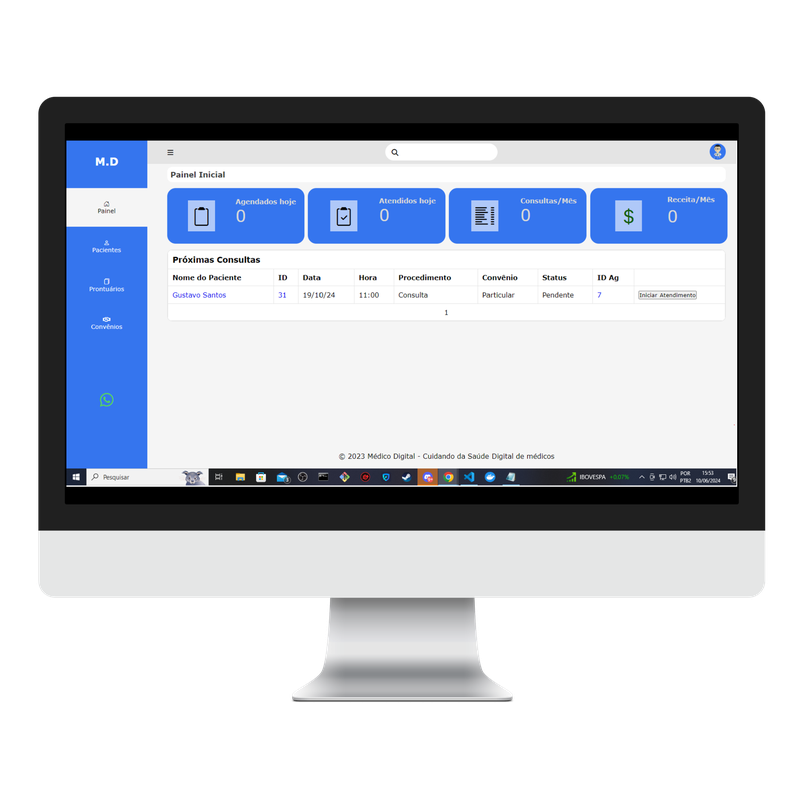 M.D
Painel
Pacientes
Prontuários
Convênios
Painel Inicial
Agendados hoje
0
Atendidos hoje
0
Consultas/Mês
0
$
Receita/Mês
0
Próximas Consultas
Nome do Paciente ID Data Hora Procedimento Convênio Status ID Ag
Gustavo Santos 31 19/10/24 11:00 Consulta Particular Pendente 7 Iniciar Atendimento
1
© 2023 Médico Digital - Cuidando da Saúde Digital de médicos
Pesquisar
IBOVESPA +0,07%
POR
PTB2
15:53
10/06/2024